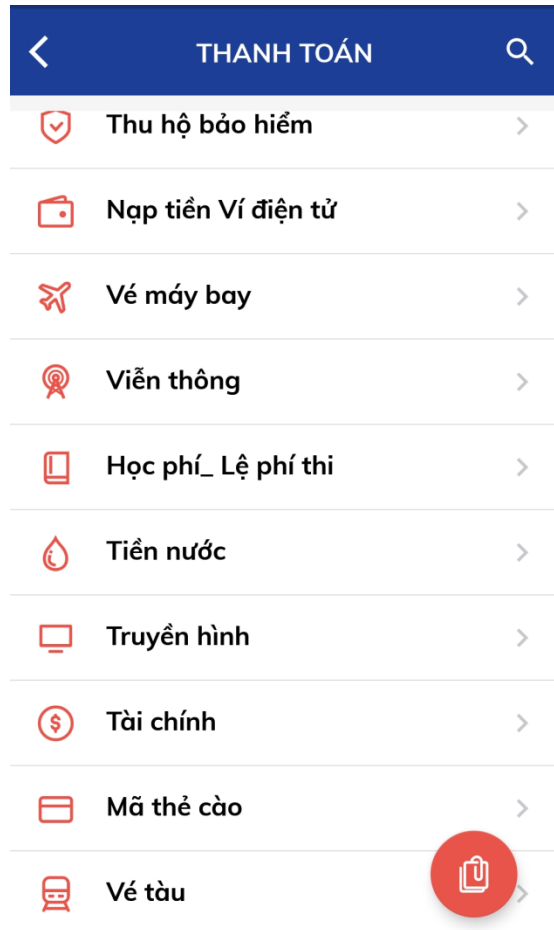 THANH TOÁN
Thu hộ bảo hiểm
Nạp tiền Ví điện tử
Vé máy bay
Viễn thông
Học phí_ Lệ phí thi
Tiền nước
Truyền hình
Tài chính
Mã thẻ cào
Vé tàu